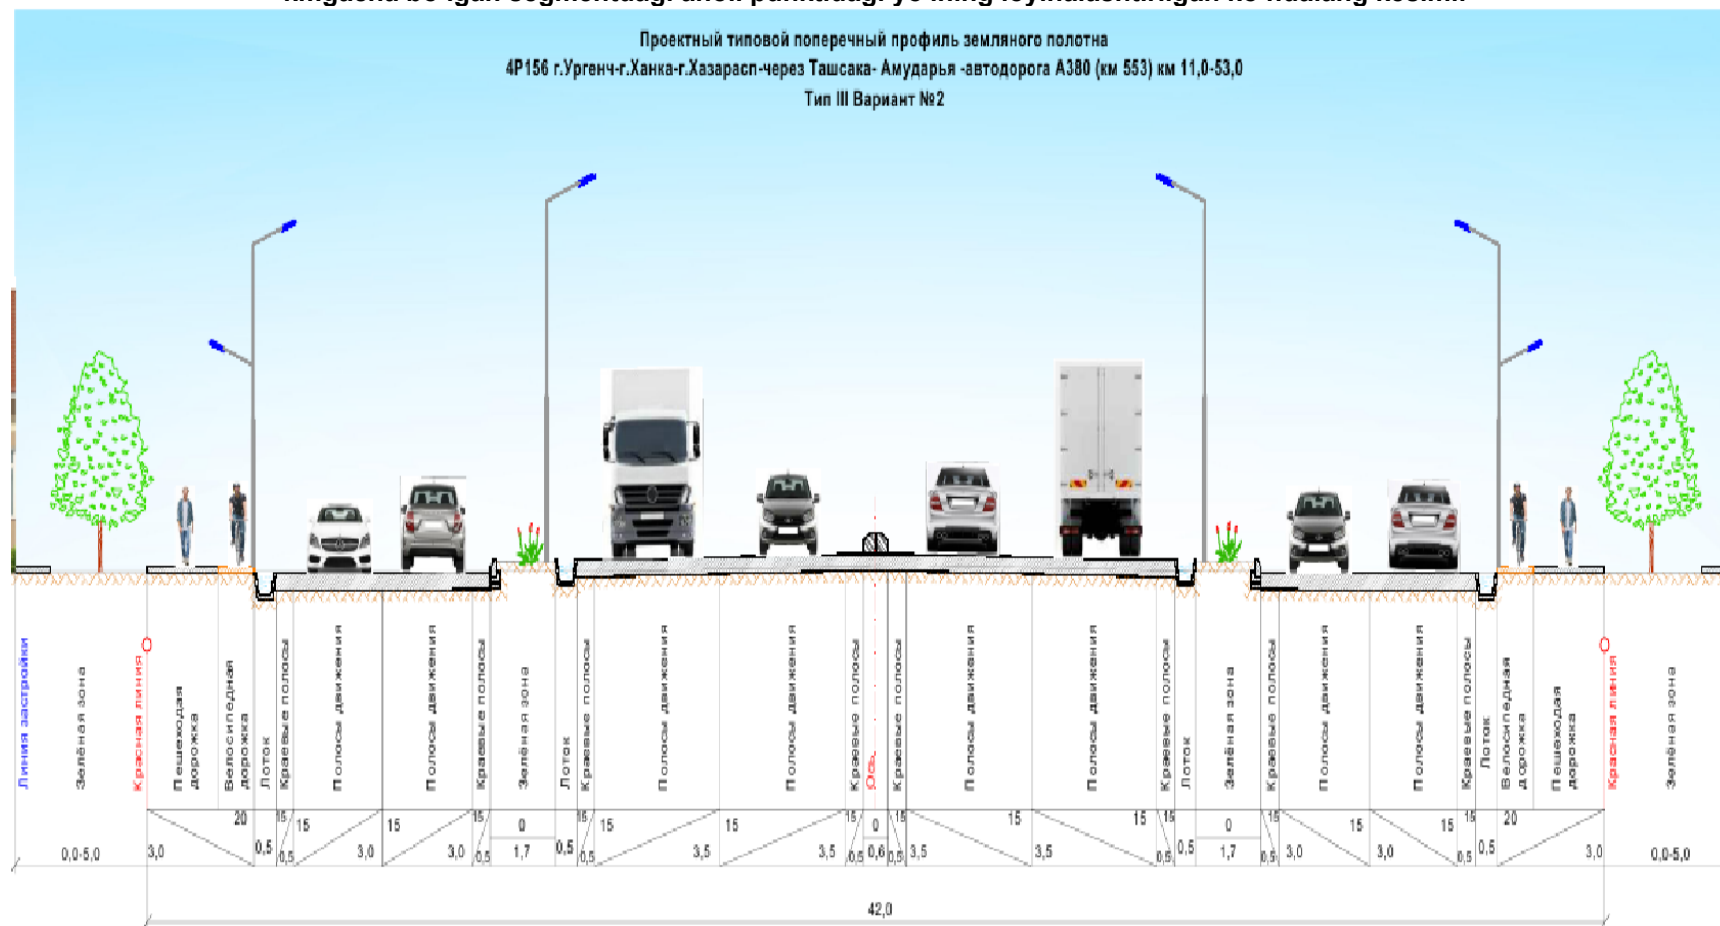 Проектный типовой поперечный профиль земляного полотна
4Р156 г.Ургенч-г.Ханка-г.Хазарасп-через Ташсака- Амударья -автодорога А380 (км 553) км 11,0-53,0
Тип III Вариант №2
Линия застройки
Зелёная зона
Красная линия
Пешеходая дорожка
Велосипедная дорожка
Лоток
Краевые полосы
Полосы движения
Полосы движения
Краевые полосы
Зелёная зона
Лоток
Краевые полосы
Полосы движения
Полосы движения
Краевые полосы
Ось
Краевые полосы
Полосы движения
Полосы движения
Краевые полосы
Лоток
Зелёная зона
Краевые полосы
Полосы движения
Полосы движения
Краевые полосы
Лоток
Велосипедная дорожка
Пешеходая дорожка
Красная линия
Зелёная зона
20 15 15 15 15 0 15 15 15 15 0 15 15 15 15 0 15 15 15 15 20
0,0-5,0 3,0 0,5 0,5 3,0 3,0 0,5 1,7 0,5 0,5 3,5 3,5 0,5 0,6 0,5 3,5 3,5 0,5 0,5 1,7 0,5 3,0 3,0 0,5 0,5 3,0 0,0-5,0
42,0